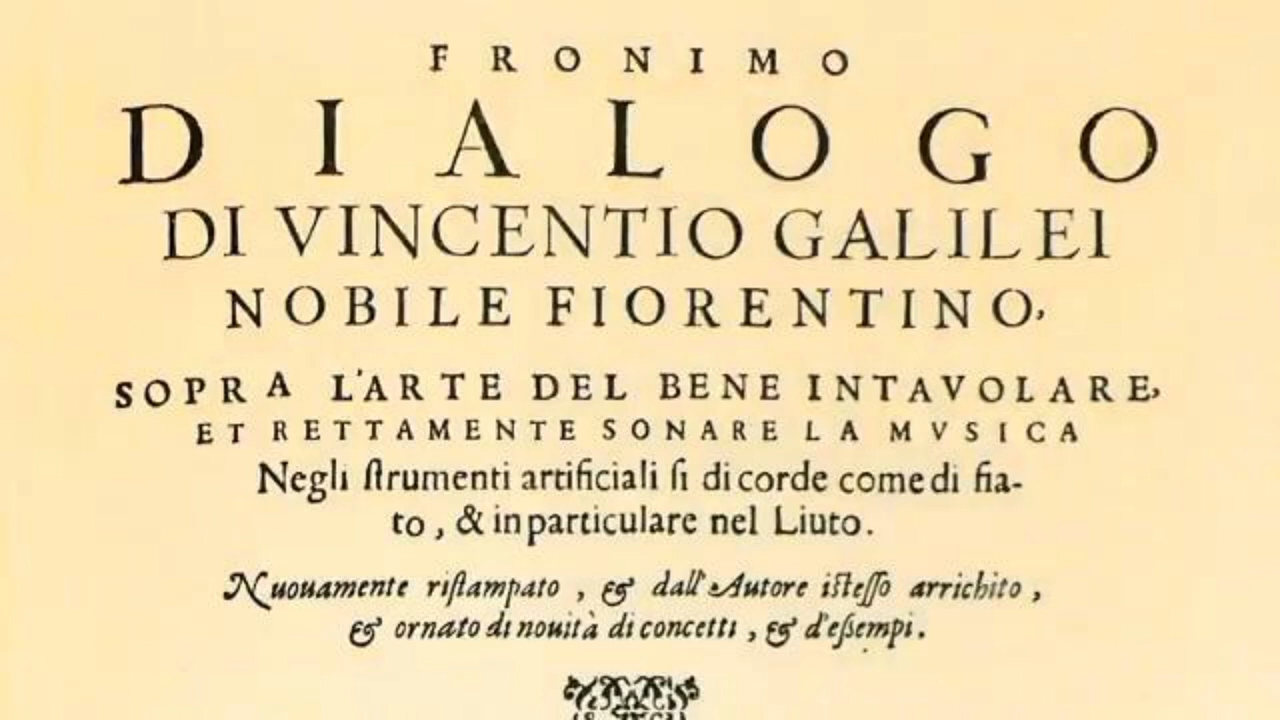 FRONIMO
DIALOGO
DI VINCENTIO GALILEI
NOBILE FIORENTINO,
SOPRA L'ARTE DEL BENE INTAVOLARE,
ET RETTAMENTE SONARE LA MVSICA
Negli ſtrumenti artificiali ſi di corde come di fia-
to, & in particulare nel Liuto.
Nuouamente riſtampato, & dall'Autore iſteſſo arrichito,
& ornato di nouità di concetti, & d'eſsempi.